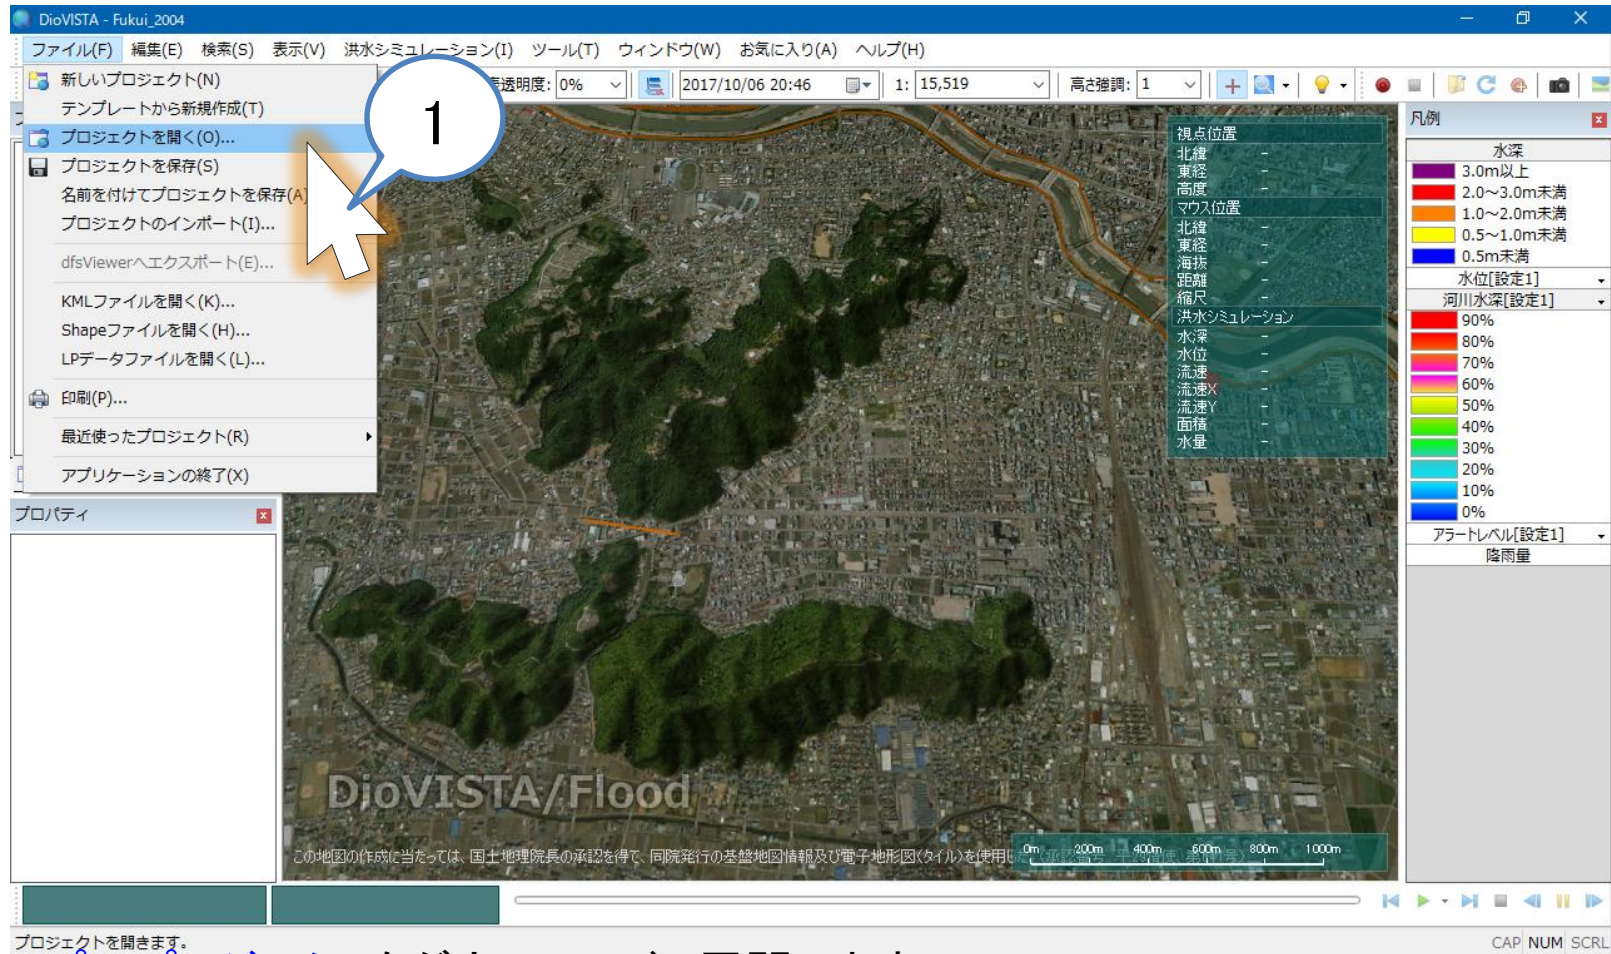 DioVISTA - Fukui_2004
ファイル(F) 編集(E) 検索(S) 表示(V) 洪水シミュレーション(I) ツール(T) ウィンドウ(W) お気に入り(A) ヘルプ(H)
透明度: 0% 2017/10/06 20:46 1: 15,519 高さ強調: 1
新しいプロジェクト(N)
テンプレートから新規作成(T)
プロジェクトを開く(O)...
プロジェクトを保存(S)
名前を付けてプロジェクトを保存(A)
プロジェクトのインポート(I)...
dfsViewerへエクスポート(E)...
KMLファイルを開く(K)...
Shapeファイルを開く(H)...
LPデータファイルを開く(L)...
印刷(P)...
最近使ったプロジェクト(R)
アプリケーションの終了(X)
1
プロパティ
視点位置
北緯 -
東経 -
高度 -
マウス位置
北緯 -
東経 -
海抜 -
距離 -
縮尺 -
洪水シミュレーション
水深 -
水位 -
流速 -
流速X -
流速Y -
面積 -
水量 -
凡例
水深
3.0m以上
2.0～3.0m未満
1.0～2.0m未満
0.5～1.0m未満
0.5m未満
水位[設定1]
河川水深[設定1]
90%
80%
70%
60%
50%
40%
30%
20%
10%
0%
アラートレベル[設定1]
降雨量
DioVISTA/Flood
この地図の作成に当たっては、国土地理院長の承認を得て、同院発行の基盤地図情報及び電子地形図(タイル)を使用した
0m 200m 400m 600m 800m 1000m
プロジェクトを開きます。
CAP NUM SCRL